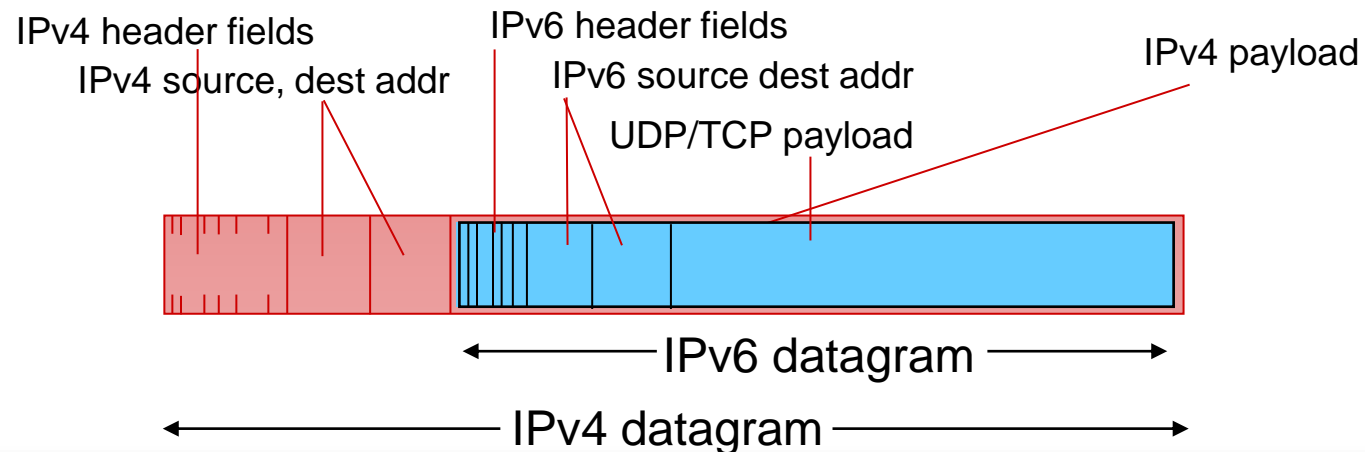 IPv4 header fields
IPv6 header fields
IPv4 payload
IPv4 source, dest addr
IPv6 source dest addr
UDP/TCP payload
IPv6 datagram
IPv4 datagram